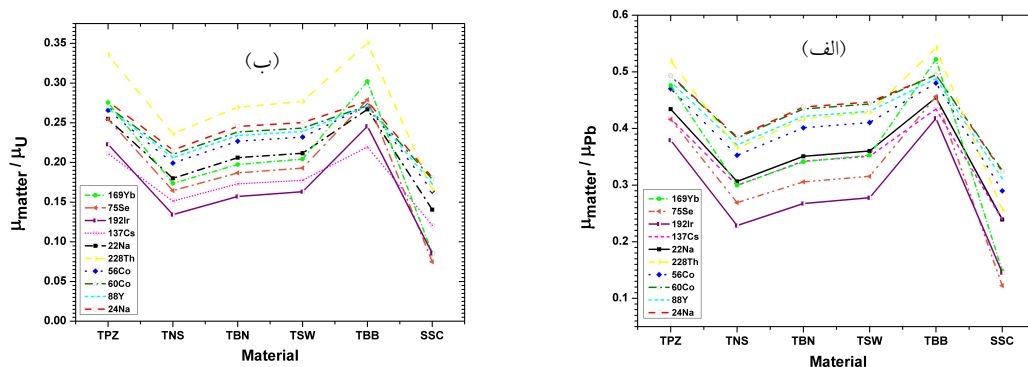 (ب)
μmatter / μU
0.35
0.30
0.25
0.20
0.15
0.10
0.05
0.00
169Yb
75Se
192Ir
137Cs
22Na
228Th
56Co
60Co
88Y
24Na
TPZ TNS TBN TSW TBB SSC
Material
(الف)
μmatter / μPb
0.6
0.5
0.4
0.3
0.2
0.1
169Yb
75Se
192Ir
137Cs
22Na
228Th
56Co
60Co
88Y
24Na
TPZ TNS TBN TSW TBB SSC
Material